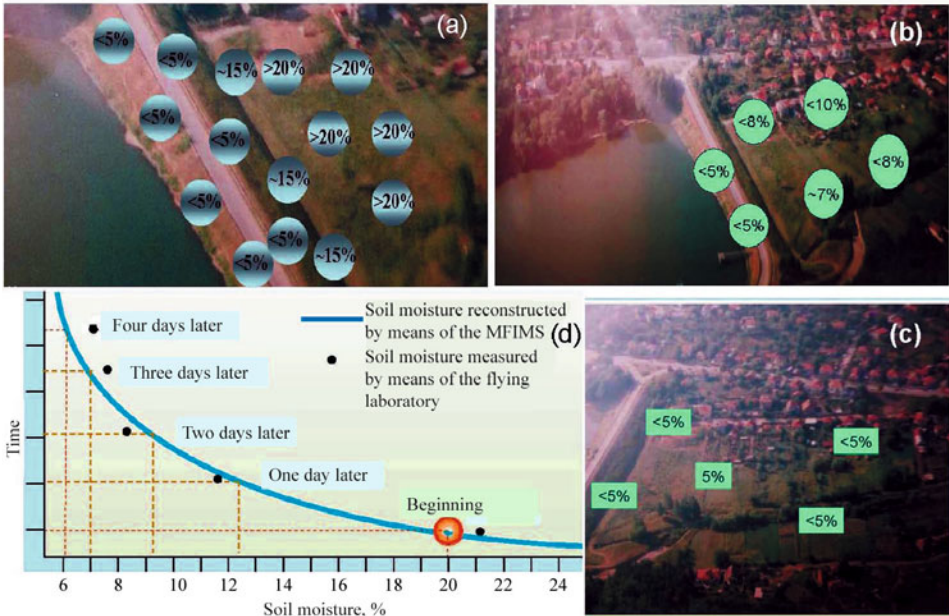 (a)
<5%
<5%
~15%
>20%
>20%
<5%
<5%
>20%
>20%
~15%
<5%
>20%
<5%
<5%
~15%
(b)
<10%
<8%
<8%
<5%
~7%
<5%
Time
Four days later
Three days later
Two days later
One day later
Beginning
Soil moisture reconstructed
by means of the MFIMS
(d)
Soil moisture measured
by means of the flying
laboratory
6 8 10 12 14 16 18 20 22 24
Soil moisture, %
(c)
<5%
<5%
5%
<5%
<5%